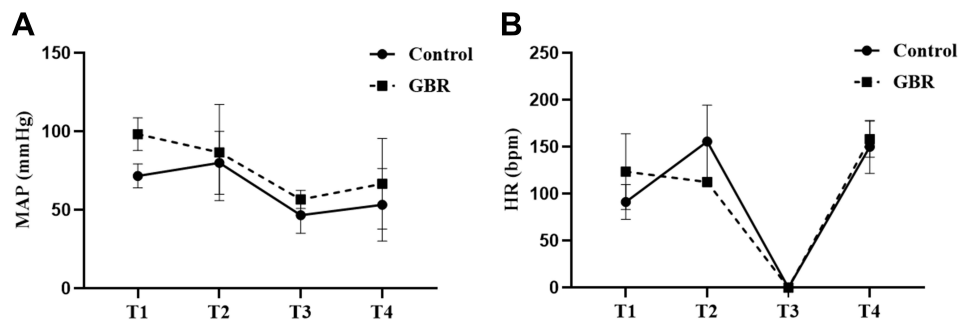 A
MAP (mmHg)
150
100
50
0
T1 T2 T3 T4
Control
GBR
B
HR (bpm)
250
200
150
100
50
0
T1 T2 T3 T4
Control
GBR